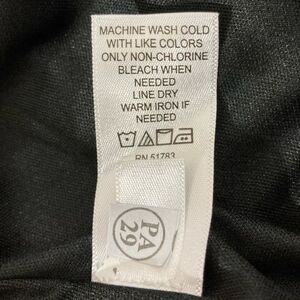 MACHINE WASH COLD
WITH LIKE COLORS
ONLY NON-CHLORINE
BLEACH WHEN
NEEDED
LINE DRY
WARM IRON IF
NEEDED
RN 51783
PA
29